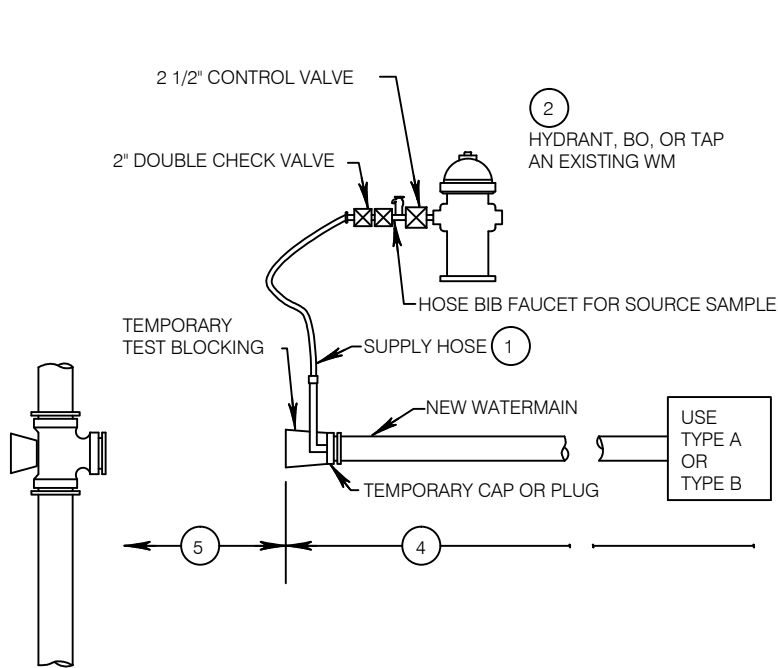 2 1/2" CONTROL VALVE
2
HYDRANT, BO, OR TAP
AN EXISTING WM
2" DOUBLE CHECK VALVE
HOSE BIB FAUCET FOR SOURCE SAMPLE
TEMPORARY
TEST BLOCKING
SUPPLY HOSE 1
NEW WATERMAIN
USE
TYPE A
OR
TYPE B
TEMPORARY CAP OR PLUG
5
4